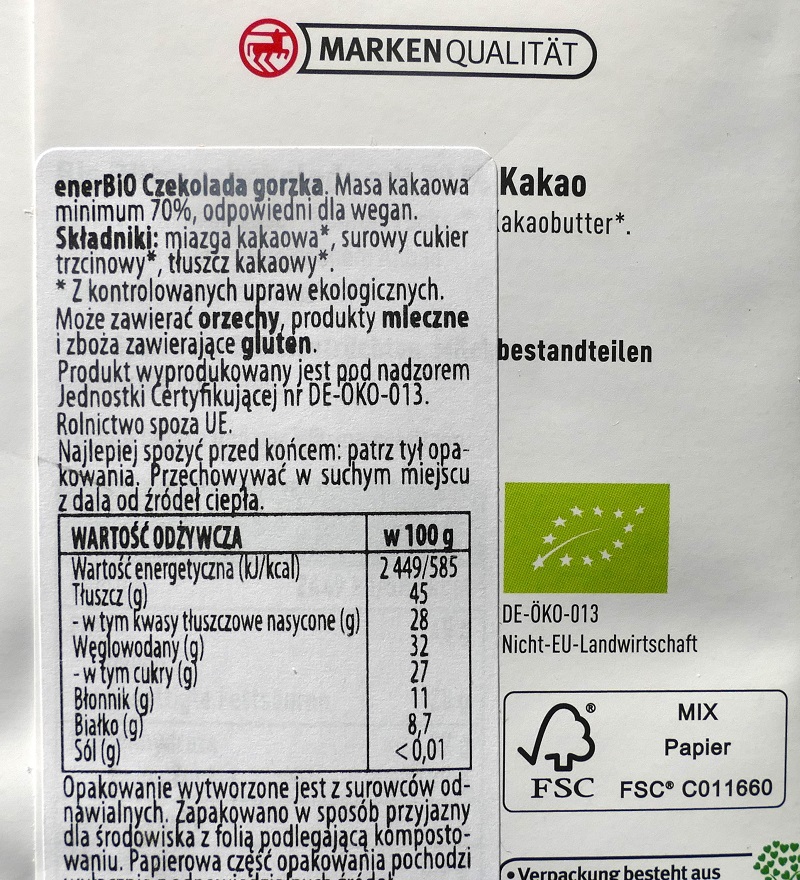 MARKENQUALITÄT
enerBiO Czekolada gorzka. Masa kakaowa
minimum 70%, odpowiedni dla wegan.
Składniki: miazga kakaowa*, surowy cukier
trzcinowy*, tłuszcz kakaowy*.
* Z kontrolowanych upraw ekologicznych.
Może zawierać orzechy, produkty mleczne
i zboża zawierające gluten.
Produkt wyprodukowany jest pod nadzorem
Jednostki Certyfikującej nr DE-ÖKO-013.
Rolnictwo spoza UE.
Najlepiej spożyć przed końcem: patrz tył opa-
kowania. Przechowywać w suchym miejscu
z dala od źródeł ciepła.
WARTOŚĆ ODŻYWCZA w 100 g
Wartość energetyczna (kJ/kcal) 2 449/585
Tłuszcz (g) 45
- w tym kwasy tłuszczowe nasycone (g) 28
Węglowodany (g) 32
- w tym cukry (g) 27
Błonnik (g) 11
Białko (g) 8,7
Sól (g) <0,01
Opakowanie wytworzone jest z surowców od-
nawialnych. Zapakowano w sposób przyjazny
dla środowiska z folią podlegającą komposto-
waniu. Papierowa część opakowania pochodzi
Kakao
akaobutter*.
bestandteilen
DE-ÖKO-013
Nicht-EU-Landwirtschaft
FSC
MIX
Papier
FSC® C011660
• Verpackung besteht aus